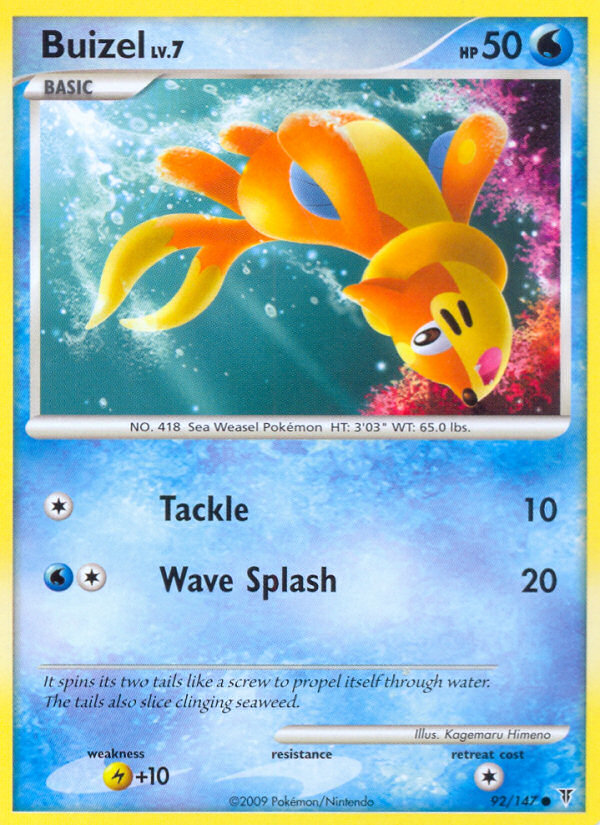 Buizel LV.7 HP 50
BASIC
NO. 418 Sea Weasel Pokémon HT: 3'03" WT: 65.0 lbs.
Tackle 10
Wave Splash 20
It spins its two tails like a screw to propel itself through water.
The tails also slice clinging seaweed.
Illus. Kagemaru Himeno
weakness resistance retreat cost
+10
©2009 Pokémon/Nintendo 92/147